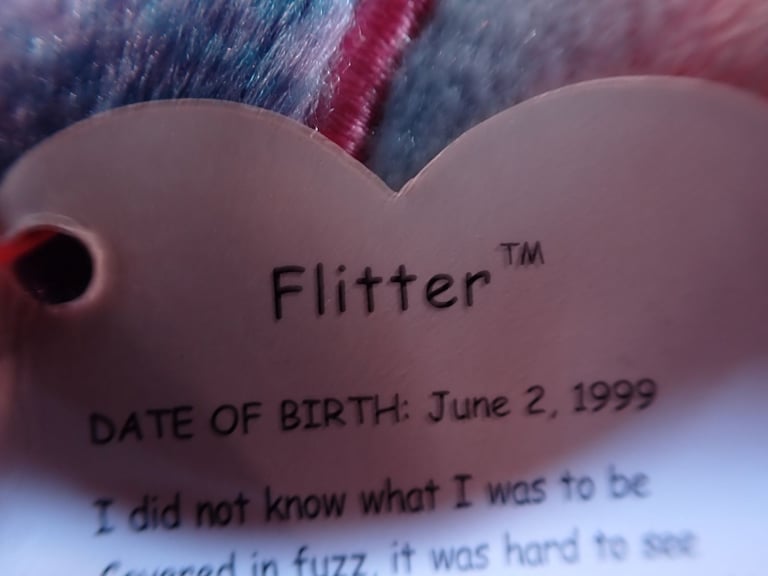 Flitter™
DATE OF BIRTH: June 2, 1999
I did not know what I was to be
Covered in fuzz, it was hard to see